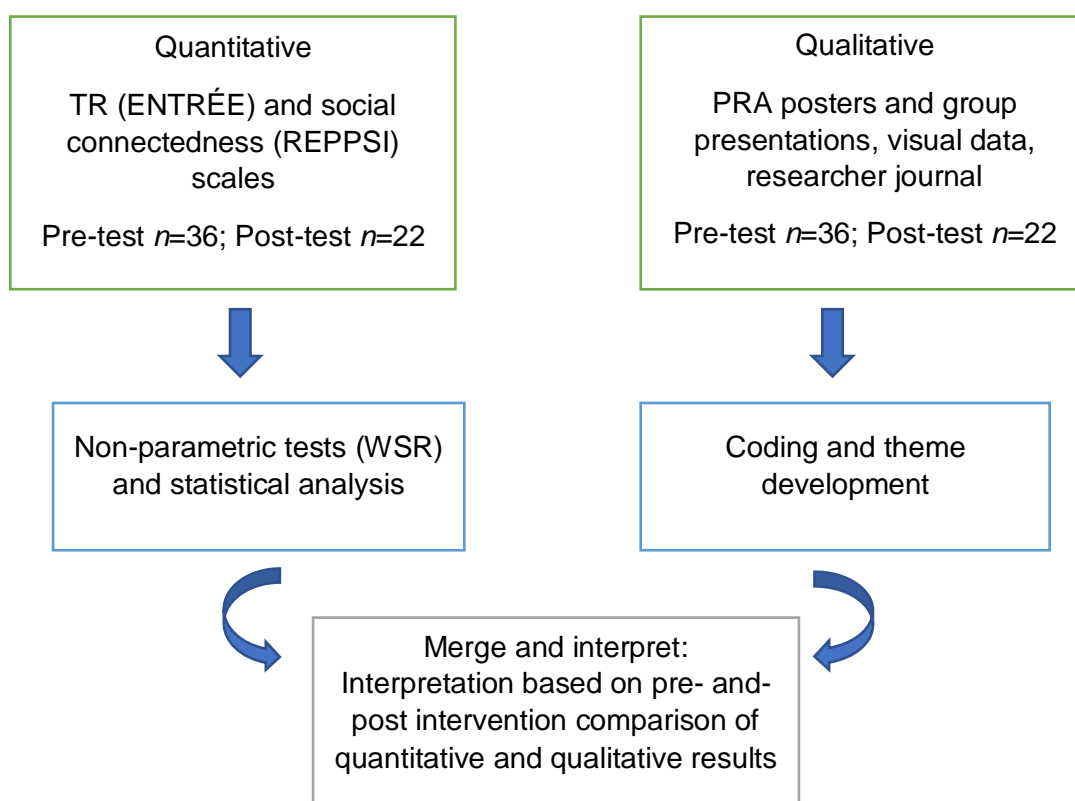 Quantitative
TR (ENTRÉE) and social
connectedness (REPPSI)
scales
Pre-test n=36; Post-test n=22
Qualitative
PRA posters and group
presentations, visual data,
researcher journal
Pre-test n=36; Post-test n=22
Non-parametric tests (WSR)
and statistical analysis
Coding and theme
development
Merge and interpret:
Interpretation based on pre- and-
post intervention comparison of
quantitative and qualitative results